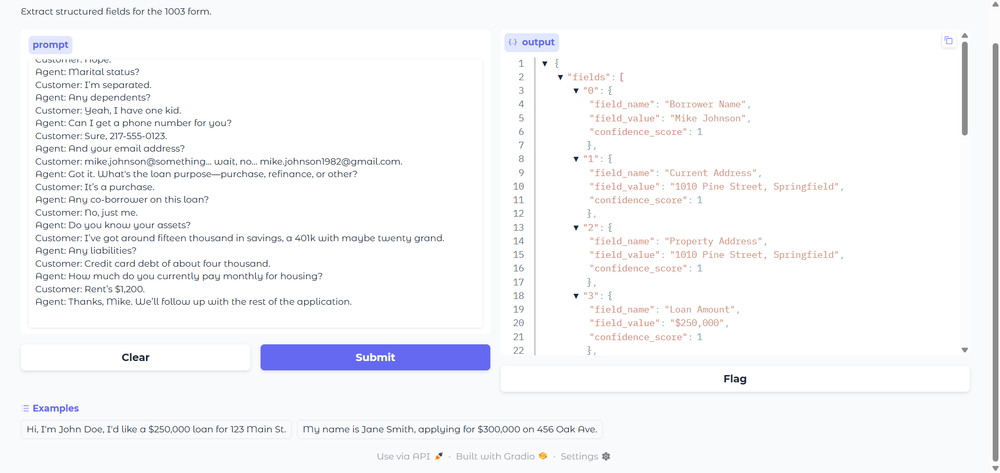 Extract structured fields for the 1003 form.
prompt
Customer: Nope.
Agent: Marital status?
Customer: I’m separated.
Agent: Any dependents?
Customer: Yeah, I have one kid.
Agent: Can I get a phone number for you?
Customer: Sure, 217-555-0123.
Agent: And your email address?
Customer: mike.johnson@something... wait, no... mike.johnson1982@gmail.com.
Agent: Got it. What's the loan purpose—purchase, refinance, or other?
Customer: It’s a purchase.
Agent: Any co-borrower on this loan?
Customer: No, just me.
Agent: Do you know your assets?
Customer: I’ve got around fifteen thousand in savings, a 401k with maybe twenty grand.
Agent: Any liabilities?
Customer: Credit card debt of about four thousand.
Agent: How much do you currently pay monthly for housing?
Customer: Rent’s $1,200.
Agent: Thanks, Mike. We’ll follow up with the rest of the application.
Clear
Submit
{..} output
1 {
2 "fields": [
3 "0": {
4 "field_name": "Borrower Name",
5 "field_value": "Mike Johnson",
6 "confidence_score": 1
7 },
8 "1": {
9 "field_name": "Current Address",
10 "field_value": "1010 Pine Street, Springfield",
11 "confidence_score": 1
12 },
13 "2": {
14 "field_name": "Property Address",
15 "field_value": "1010 Pine Street, Springfield",
16 "confidence_score": 1
17 },
18 "3": {
19 "field_name": "Loan Amount",
20 "field_value": "$250,000",
21 "confidence_score": 1
22 },
Flag
Examples
Hi, I'm John Doe, I'd like a $250,000 loan for 123 Main St.
My name is Jane Smith, applying for $300,000 on 456 Oak Ave.
Use via API · Built with Gradio · Settings